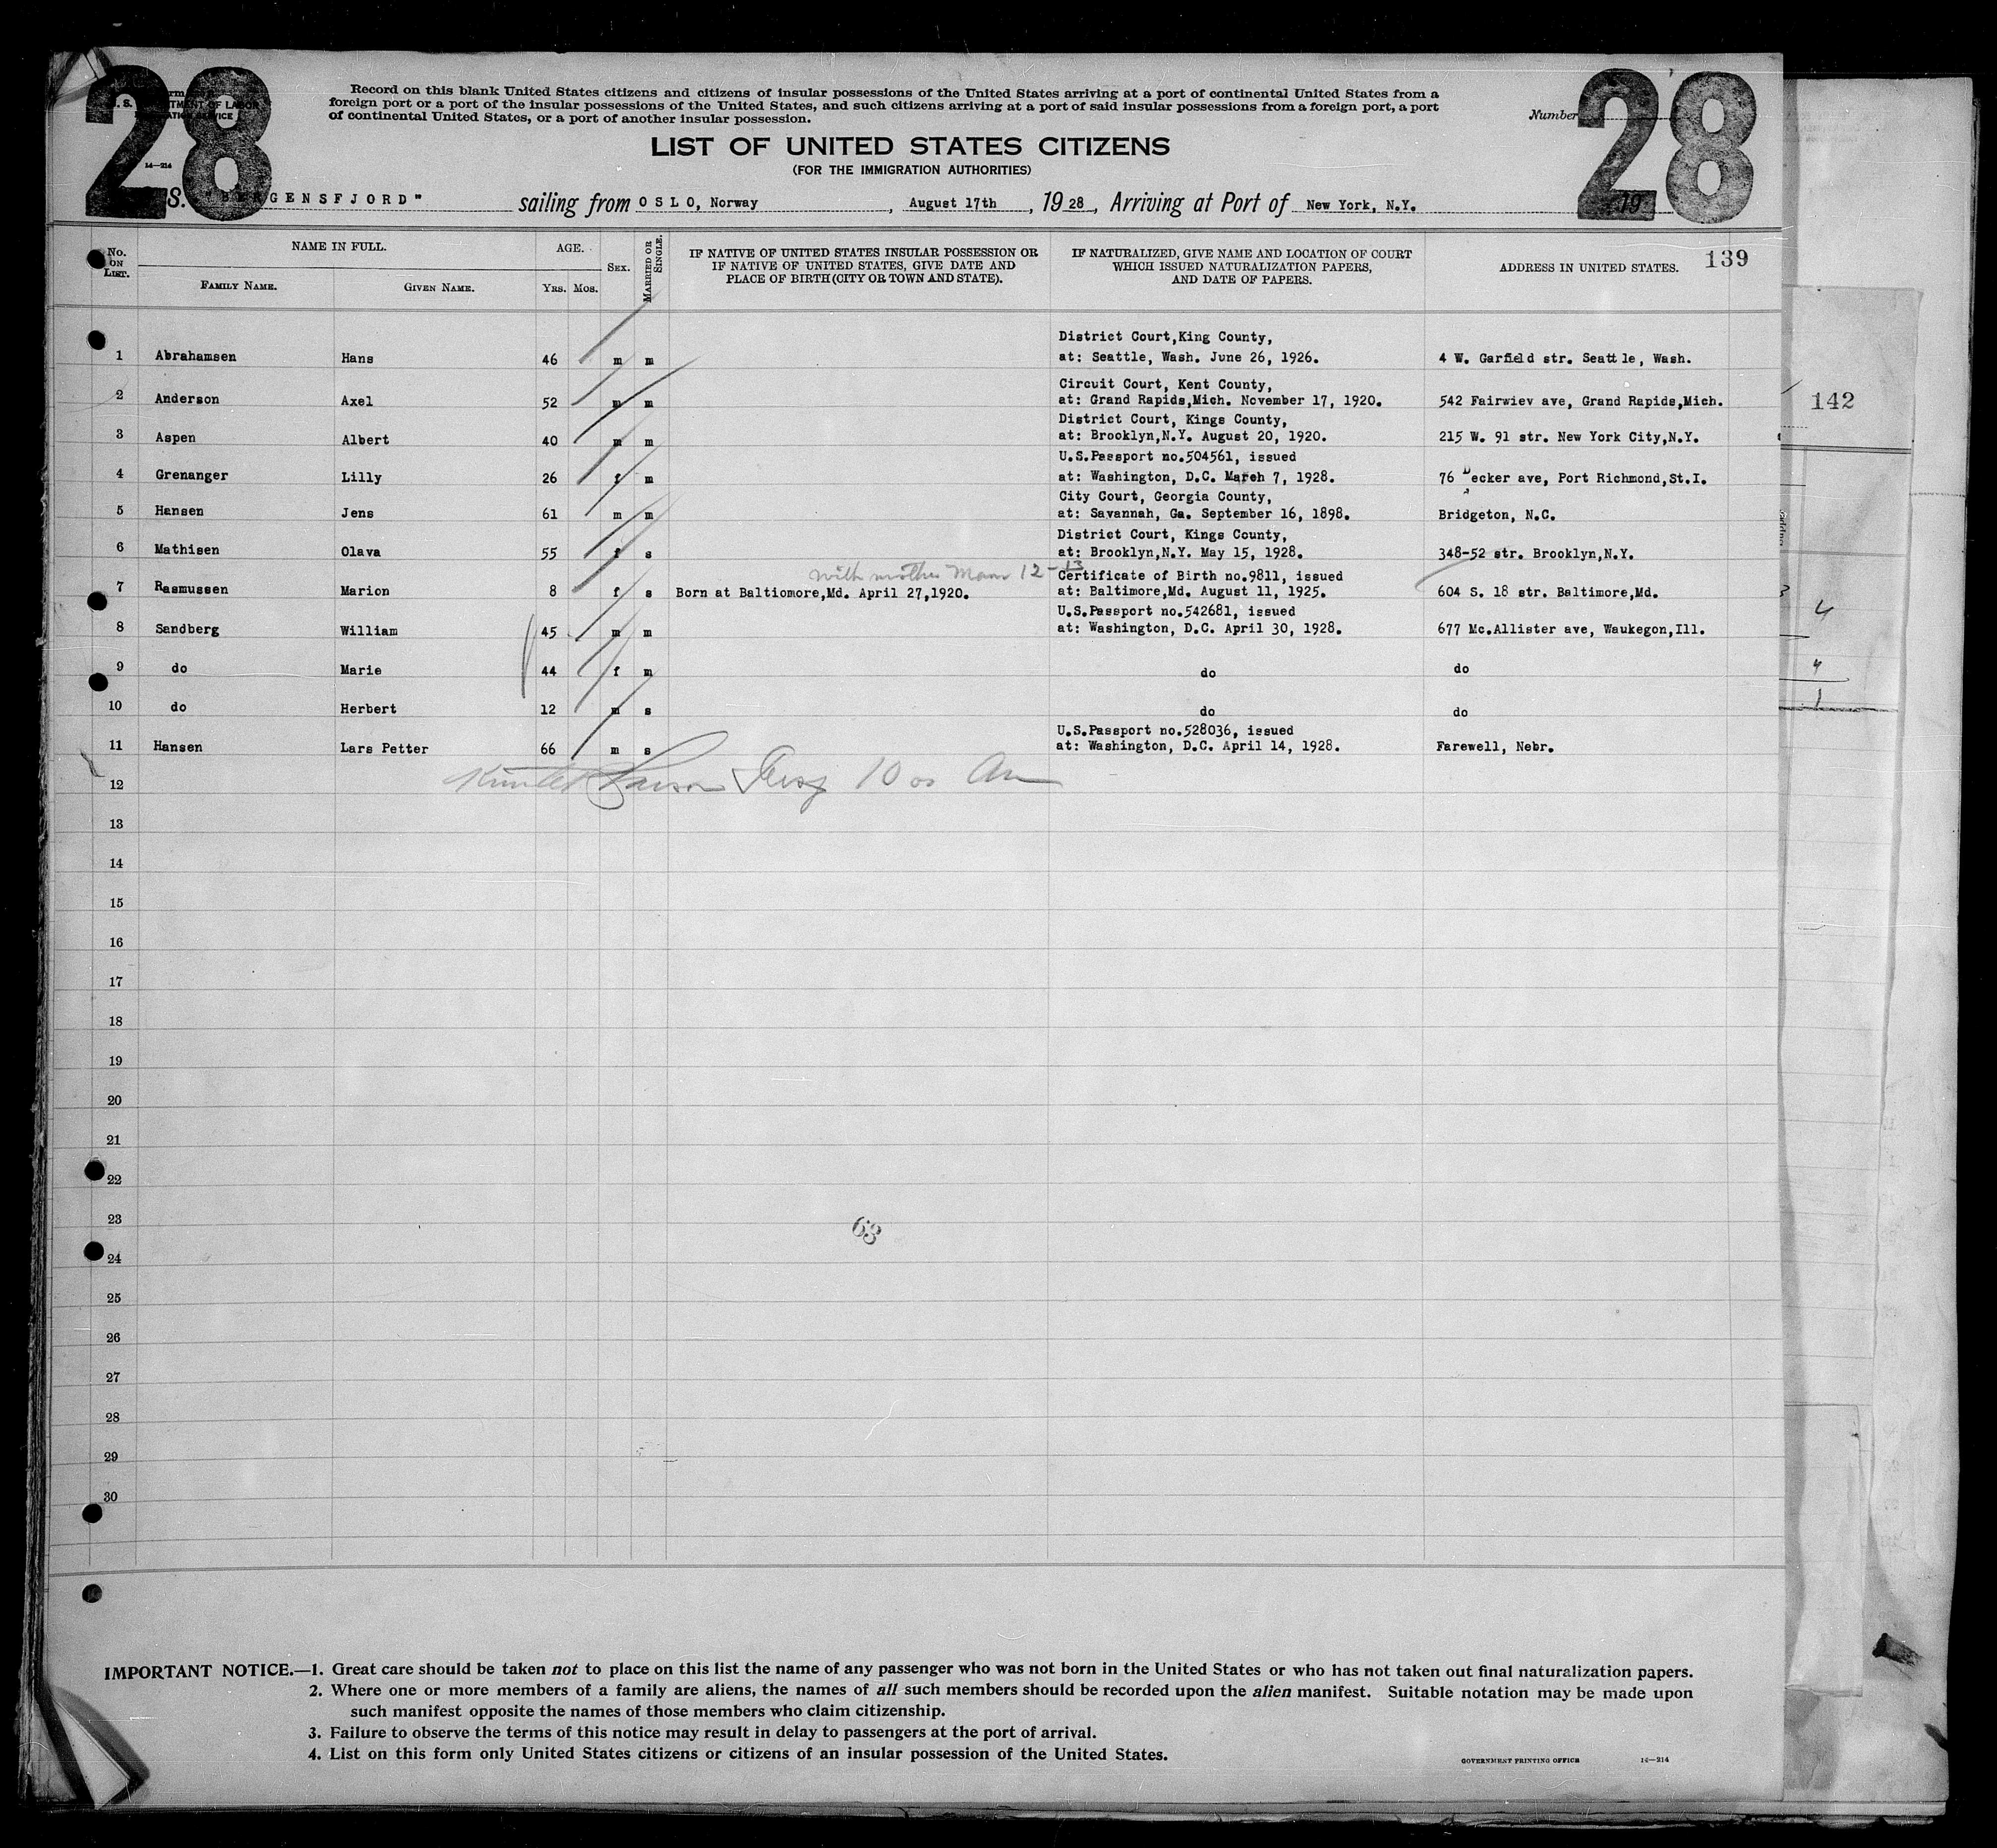 28
28
Record on this blank United States citizens and citizens of insular possessions of the United States arriving at a port of continental United States from a
foreign port or a port of the insular possessions of the United States, and such citizens arriving at a port of said insular possessions from a foreign port, a port
of continental United States, or a port of another insular possession.
Number
LIST OF UNITED STATES CITIZENS
(FOR THE IMMIGRATION AUTHORITIES)
14—214
S. "BERGENSFJORD" sailing from OSLO, Norway, August 17th, 1928, Arriving at Port of New York, N.Y. 19
No. ON LIST.
NAME IN FULL.
FAMILY NAME. GIVEN NAME.
AGE.
YRS. MOS.
SEX.
MARRIED OR SINGLE.
IF NATIVE OF UNITED STATES INSULAR POSSESSION OR
IF NATIVE OF UNITED STATES, GIVE DATE AND
PLACE OF BIRTH (CITY OR TOWN AND STATE).
IF NATURALIZED, GIVE NAME AND LOCATION OF COURT
WHICH ISSUED NATURALIZATION PAPERS,
AND DATE OF PAPERS.
ADDRESS IN UNITED STATES.
139
District Court,King County,
1 Abrahamsen Hans 46 m m at: Seattle, Wash. June 26, 1926. 4 W. Garfield str. Seattle, Wash.
Circuit Court, Kent County,
2 Anderson Axel 52 m m at: Grand Rapids,Mich. November 17, 1920. 542 Fairwiev ave, Grand Rapids,Mich.
District Court, Kings County,
3 Aspen Albert 40 m m at: Brooklyn,N.Y. August 20, 1920. 215 W. 91 str. New York City,N.Y.
U.S.Passport no.504561, issued
4 Grenanger Lilly 26 f m at: Washington, D.C. March 7, 1928. 76 Decker ave, Port Richmond,St.I.
City Court, Georgia County,
5 Hansen Jens 61 m m at: Savannah, Ga. September 16, 1898. Bridgeton, N.C.
District Court, Kings County,
6 Mathisen Olava 55 f s at: Brooklyn,N.Y. May 15, 1928. 348-52 str. Brooklyn,N.Y.
with mother Mam 12-13
Certificate of Birth no.9811, issued
7 Rasmussen Marion 8 f s Born at Baltiomore,Md. April 27,1920. at: Baltimore,Md. August 11, 1925. 604 S. 18 str. Baltimore,Md.
U.S.Passport no.542681, issued
8 Sandberg William 45 m m at: Washington, D.C. April 30, 1928. 677 Mc.Allister ave, Waukegon,Ill.
9 do Marie 44 f m do do
10 do Herbert 12 m s do do
U.S.Passport no.528036, issued
11 Hansen Lars Petter 66 m s at: Washington, D.C. April 14, 1928. Farewell, Nebr.
12
13
14
15
16
17
18
19
20
21
22
23
24
25
26
27
28
29
30
63
142
4
4
1
IMPORTANT NOTICE.—1. Great care should be taken not to place on this list the name of any passenger who was not born in the United States or who has not taken out final naturalization papers.
2. Where one or more members of a family are aliens, the names of all such members should be recorded upon the alien manifest. Suitable notation may be made upon
such manifest opposite the names of those members who claim citizenship.
3. Failure to observe the terms of this notice may result in delay to passengers at the port of arrival.
4. List on this form only United States citizens or citizens of an insular possession of the United States.
GOVERNMENT PRINTING OFFICE 14—214